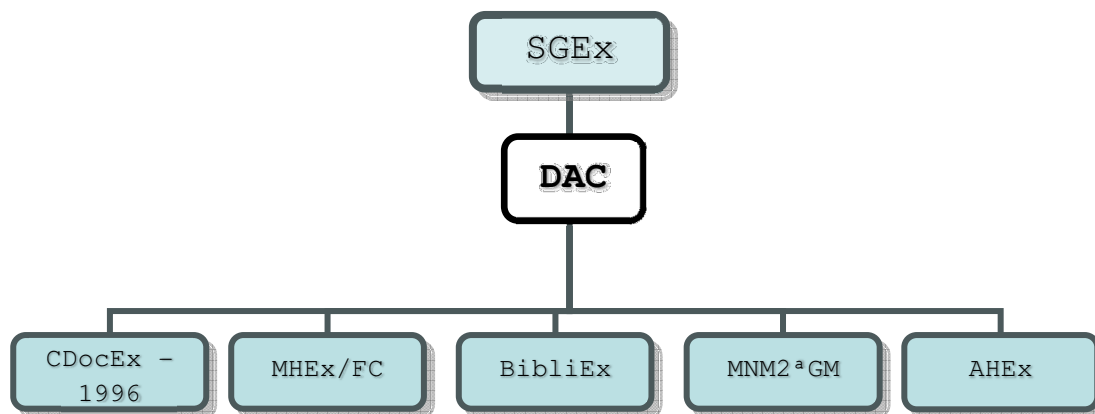 SGEx
DAC
CDocEx –
1996
MHEx/FC
BibliEx
MNM2ªGM
AHEx